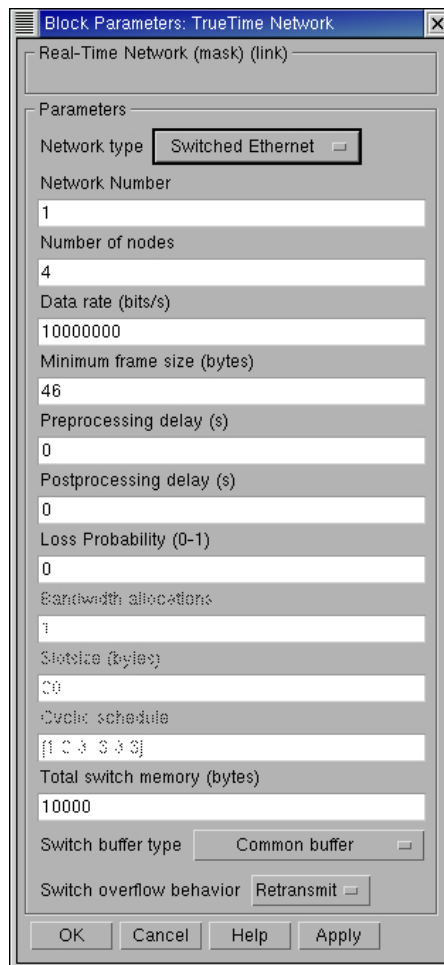 Block Parameters: TrueTime Network
Real-Time Network (mask) (link)
Parameters
Network type Switched Ethernet
Network Number
1
Number of nodes
4
Data rate (bits/s)
10000000
Minimum frame size (bytes)
46
Preprocessing delay (s)
0
Postprocessing delay (s)
0
Loss Probability (0-1)
0
Bandwidth allocations
1
Slotsize (bytes)
Cyclic schedule
Total switch memory (bytes)
10000
Switch buffer type Common buffer
Switch overflow behavior Retransmit
OK Cancel Help Apply